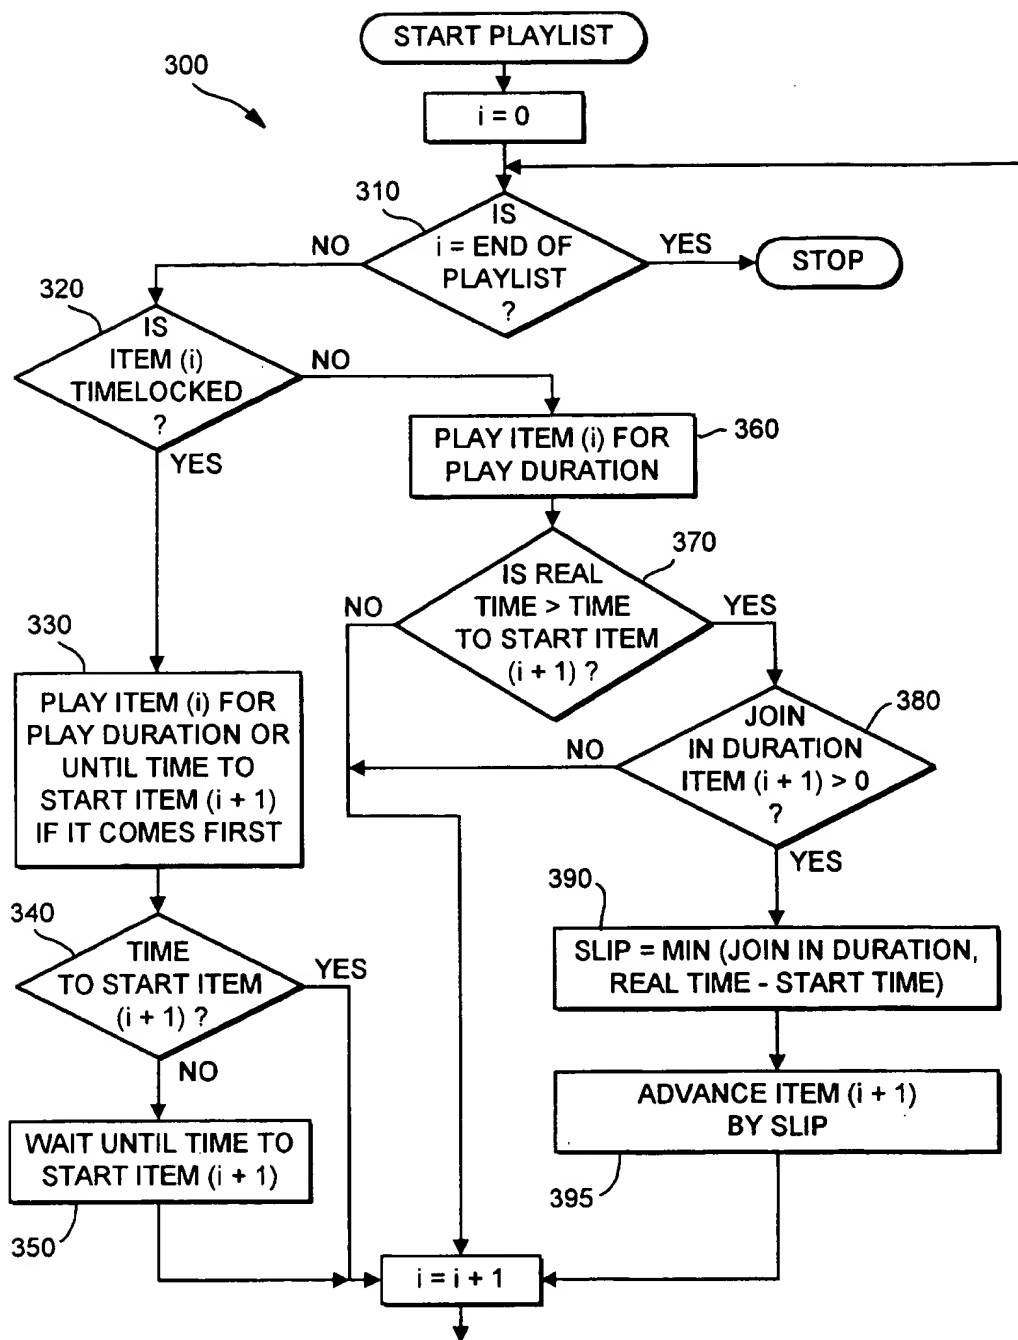 START PLAYLIST
300
i = 0
310
IS
i = END OF
PLAYLIST
?
NO
YES
STOP
320
IS
ITEM (i)
TIMELOCKED
?
NO
YES
PLAY ITEM (i) FOR
PLAY DURATION
360
370
IS REAL
TIME > TIME
TO START ITEM
(i + 1) ?
NO
YES
330
PLAY ITEM (i) FOR
PLAY DURATION OR
UNTIL TIME TO
START ITEM (i + 1)
IF IT COMES FIRST
380
JOIN
IN DURATION
ITEM (i + 1) > 0
?
NO
YES
390
SLIP = MIN (JOIN IN DURATION,
REAL TIME - START TIME)
340
TIME
TO START ITEM
(i + 1) ?
YES
NO
ADVANCE ITEM (i + 1)
BY SLIP
395
WAIT UNTIL TIME TO
START ITEM (i + 1)
350
i = i + 1